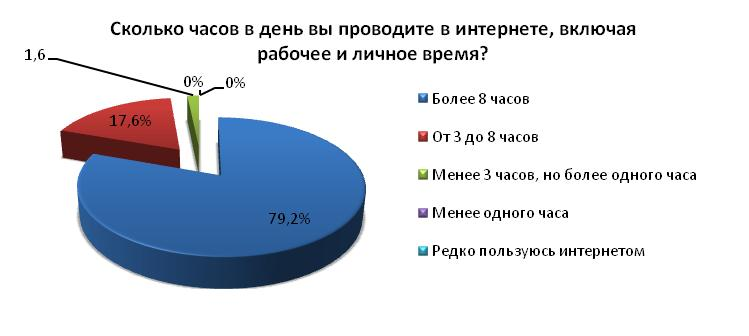 Сколько часов в день вы проводите в интернете, включая
рабочее и личное время?
1,6
0%
0%
17,6%
79,2%
Более 8 часов
От 3 до 8 часов
Менее 3 часов, но более одного часа
Менее одного часа
Редко пользуюсь интернетом